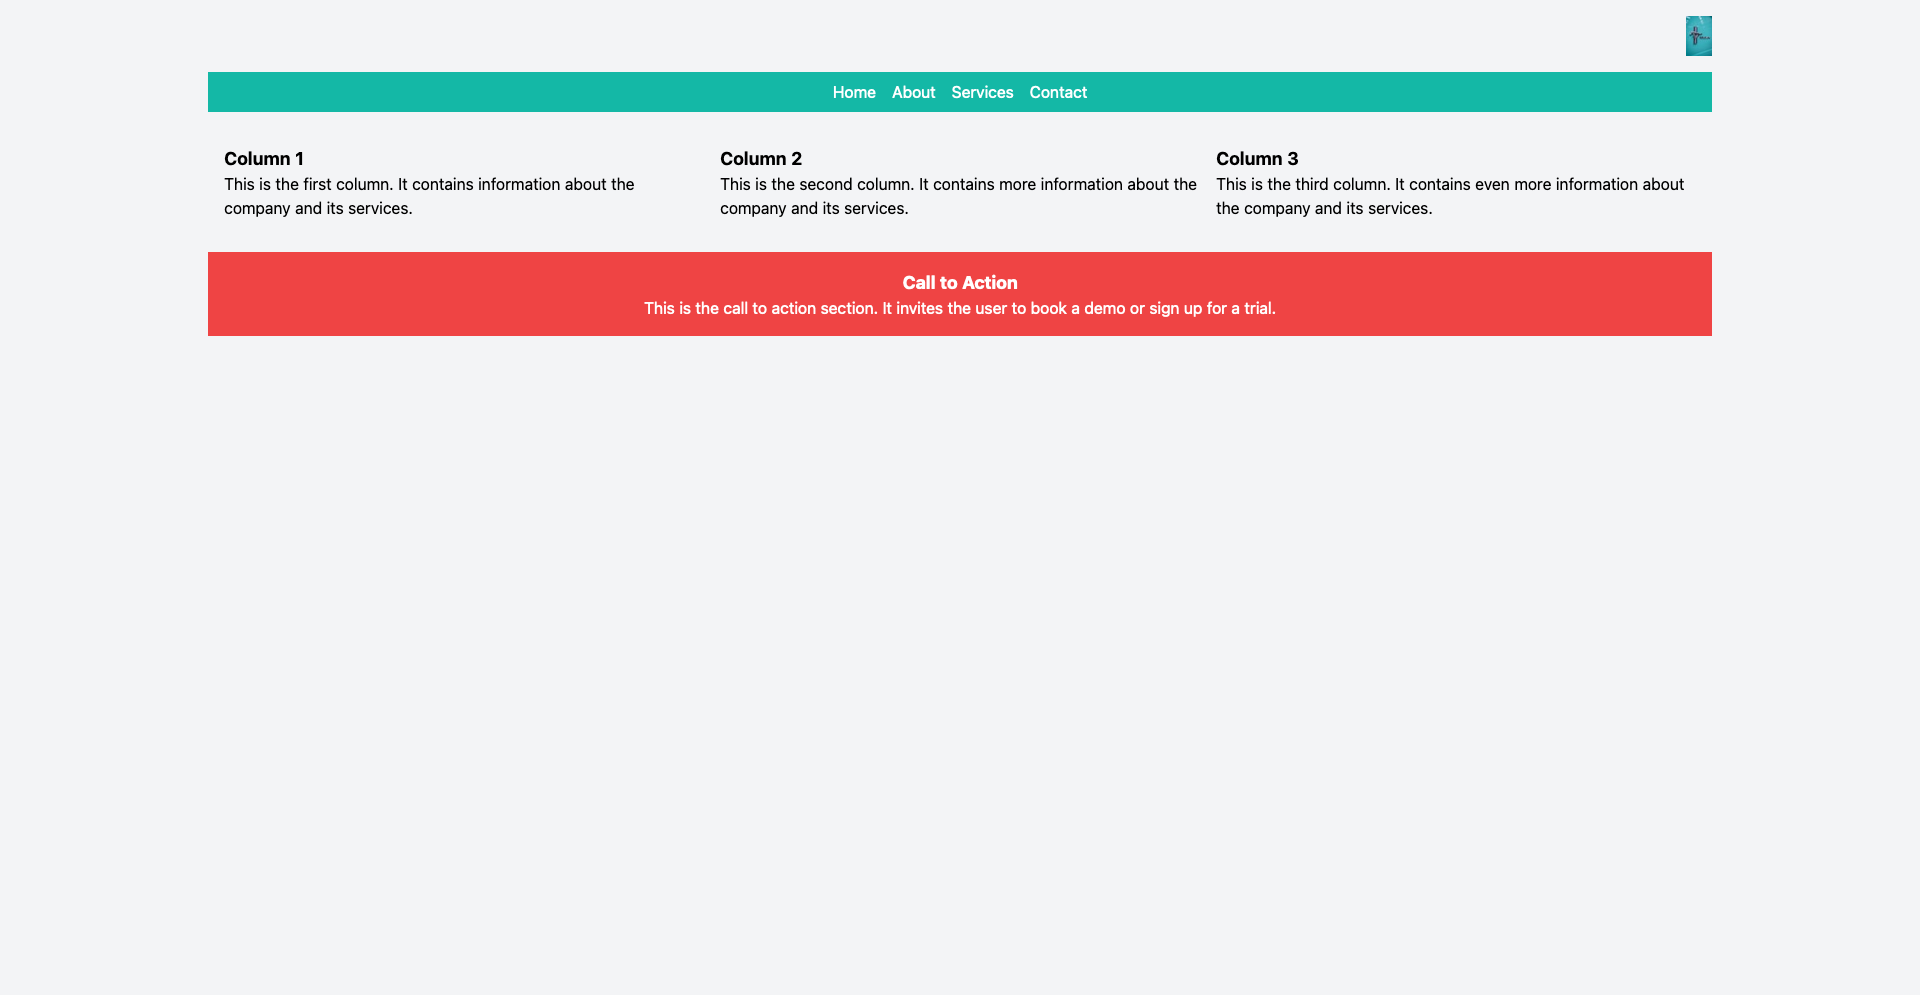 Home About Services Contact
Column 1
This is the first column. It contains information about the
company and its services.
Column 2
This is the second column. It contains more information about the
company and its services.
Column 3
This is the third column. It contains even more information about
the company and its services.
Call to Action
This is the call to action section. It invites the user to book a demo or sign up for a trial.